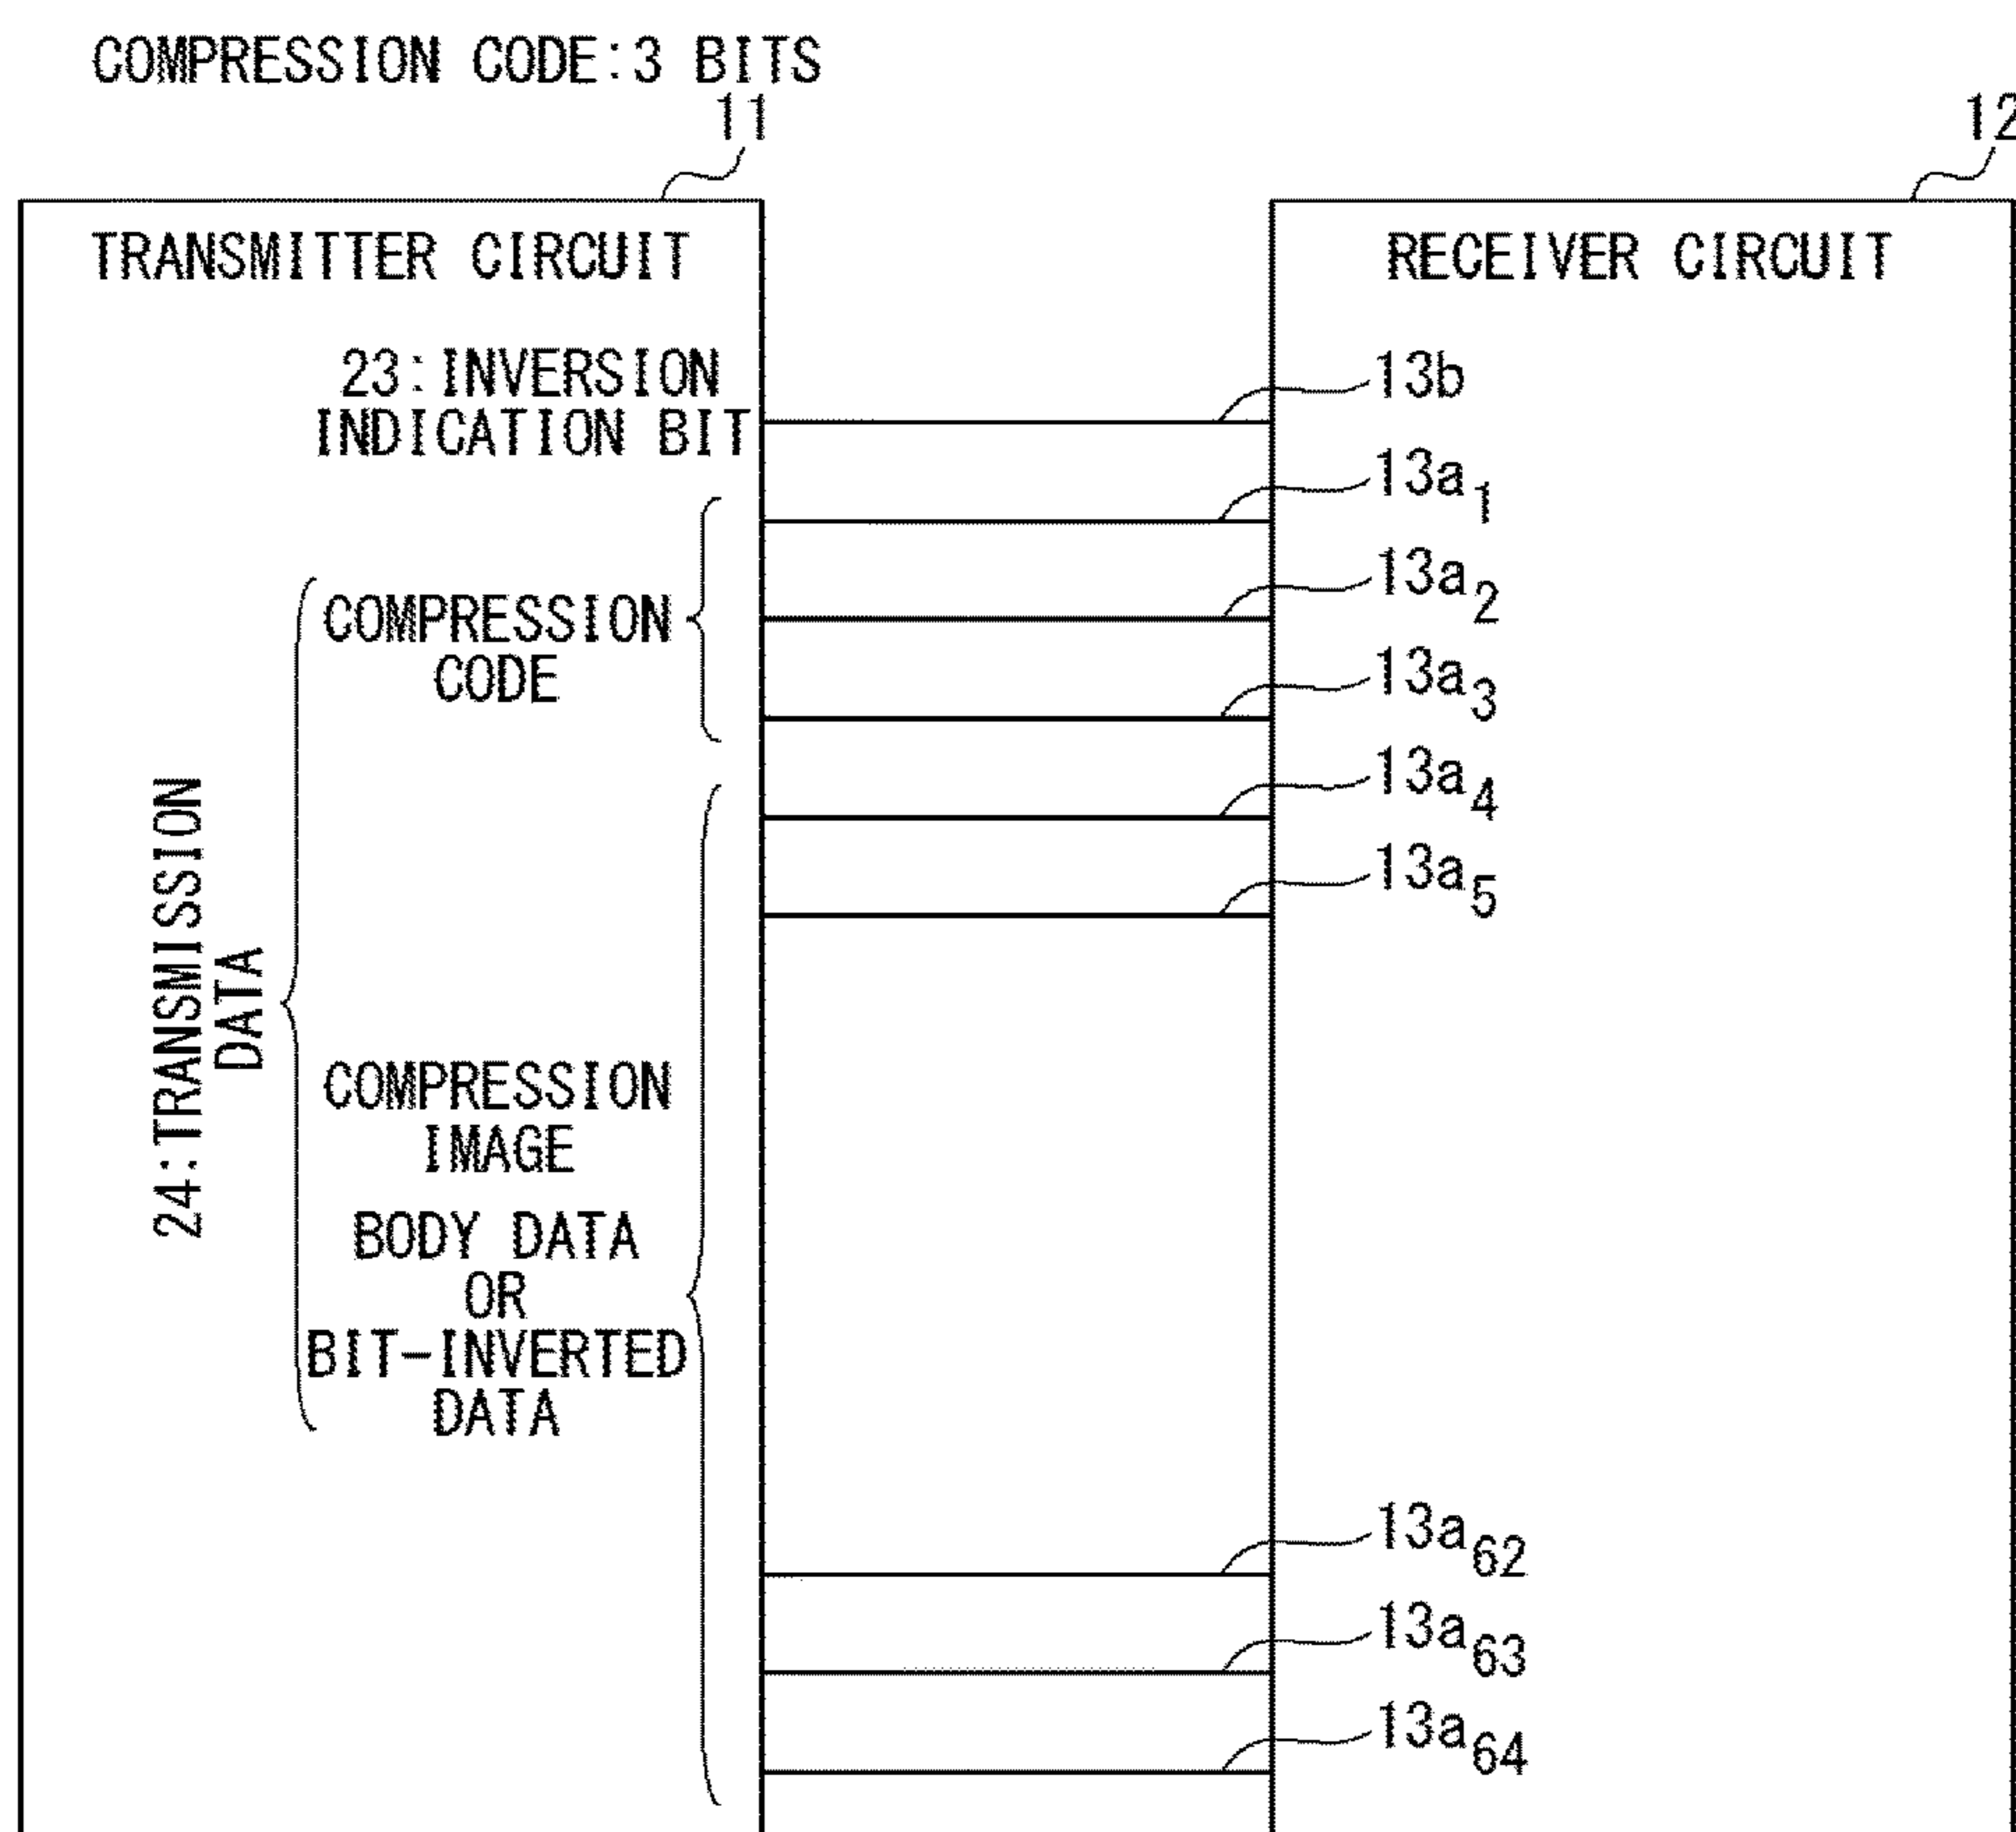 COMPRESSION CODE:3 BITS
11
12
TRANSMITTER CIRCUIT
RECEIVER CIRCUIT
23:INVERSION
INDICATION BIT
13b
13a1
13a2
COMPRESSION
CODE
13a3
13a4
13a5
24:TRANSMISSION
DATA
COMPRESSION
IMAGE
BODY DATA
OR
BIT-INVERTED
DATA
13a62
13a63
13a64